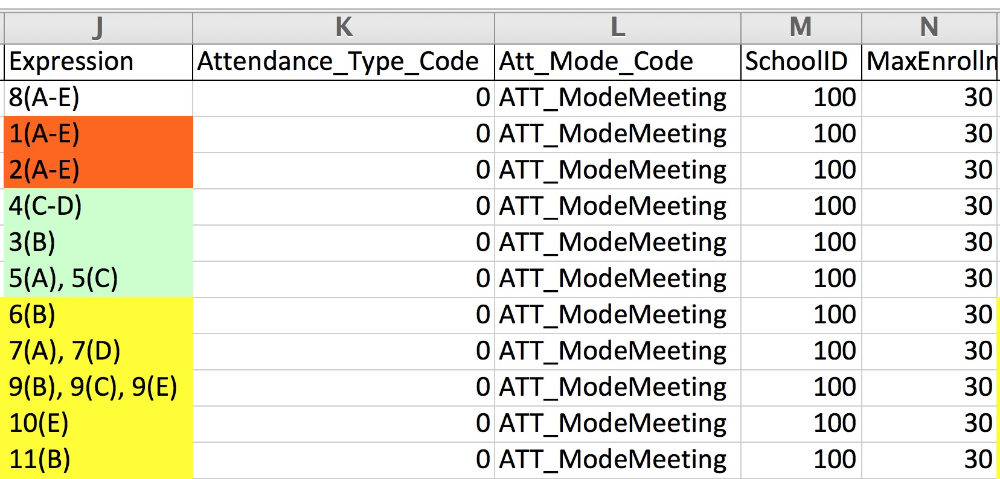 J K L M N
Expression Attendance_Type_Code Att_Mode_Code SchoolID MaxEnrolln
8(A-E) 0 ATT_ModeMeeting 100 30
1(A-E) 0 ATT_ModeMeeting 100 30
2(A-E) 0 ATT_ModeMeeting 100 30
4(C-D) 0 ATT_ModeMeeting 100 30
3(B) 0 ATT_ModeMeeting 100 30
5(A), 5(C) 0 ATT_ModeMeeting 100 30
6(B) 0 ATT_ModeMeeting 100 30
7(A), 7(D) 0 ATT_ModeMeeting 100 30
9(B), 9(C), 9(E) 0 ATT_ModeMeeting 100 30
10(E) 0 ATT_ModeMeeting 100 30
11(B) 0 ATT_ModeMeeting 100 30